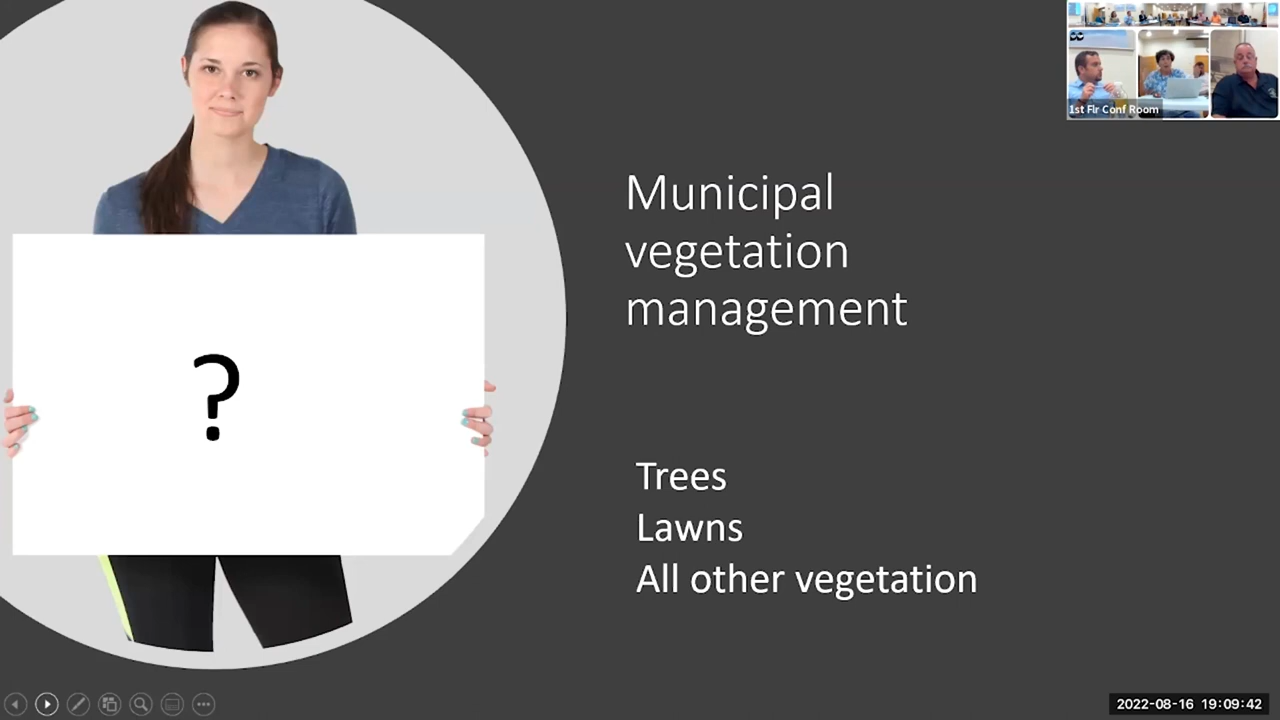 1st Flr Conf Room
Municipal
vegetation
management
?
Trees
Lawns
All other vegetation
2022-08-16 19:09:42